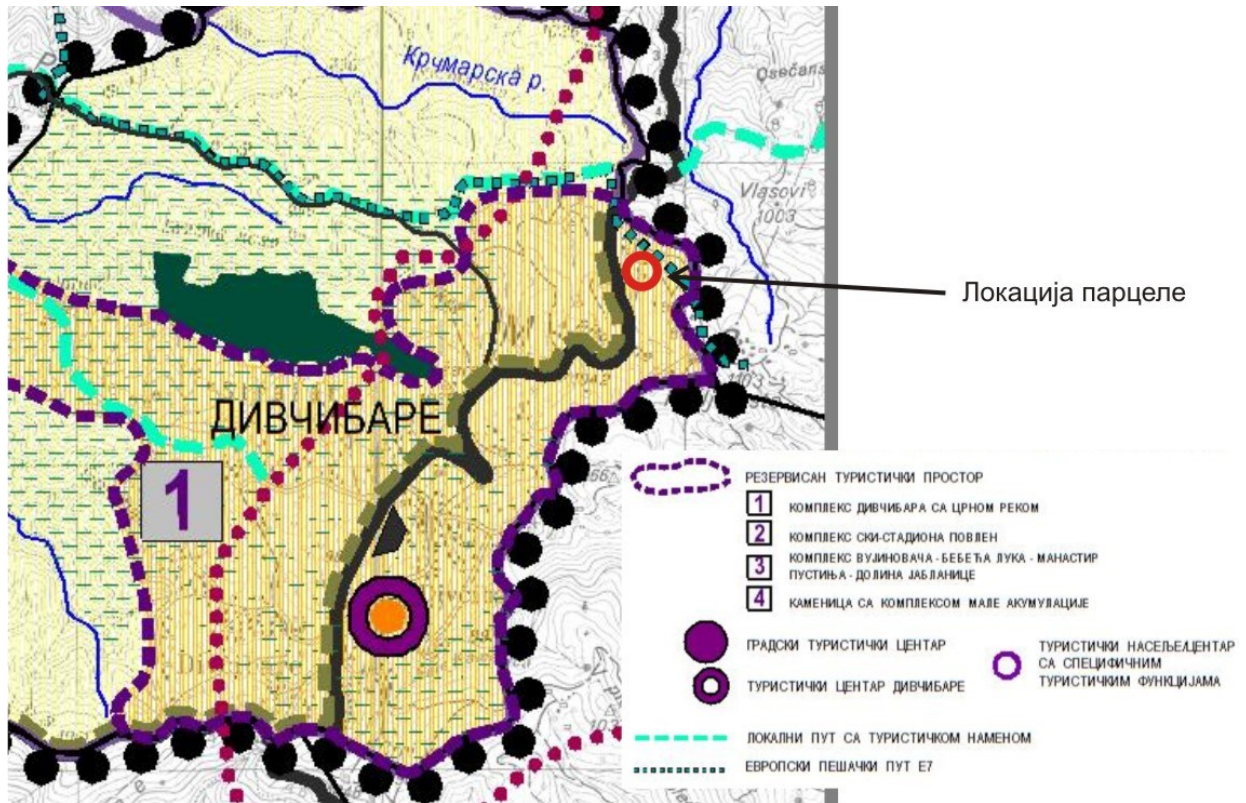 Крчмарска р.
Osečans
Vlasovi
1003
Локација парцеле
1103
ДИВЧИБАРЕ
1
РЕЗЕРВИСАН ТУРИСТИЧКИ ПРОСТОР
1 КОМПЛЕКС ДИВЧИБАРА СА ЦРНОМ РЕКОМ
2 КОМПЛЕКС СКИ-СТАДИОНА ПОВЛЕН
3 КОМПЛЕКС ВУЈИНОВАЧА - БЕБЕЋА ЛУКА - МАНАСТИР
ПУСТИЊА - ДОЛИНА ЈАБЛАНИЦЕ
4 КАМЕНИЦА СА КОМПЛЕКСОМ МАЛЕ АКУМУЛАЦИЈЕ
ГРАДСКИ ТУРИСТИЧКИ ЦЕНТАР
ТУРИСТИЧКИ ЦЕНТАР ДИВЧИБАРЕ
ТУРИСТИЧКИ НАСЕЉЕ/ЦЕНТАР
СА СПЕЦИФИЧНИМ
ТУРИСТИЧКИМ ФУНКЦИЈАМА
ЛОКАЛНИ ПУТ СА ТУРИСТИЧКОМ НАМЕНОМ
ЕВРОПСКИ ПЕШАЧКИ ПУТ Е7